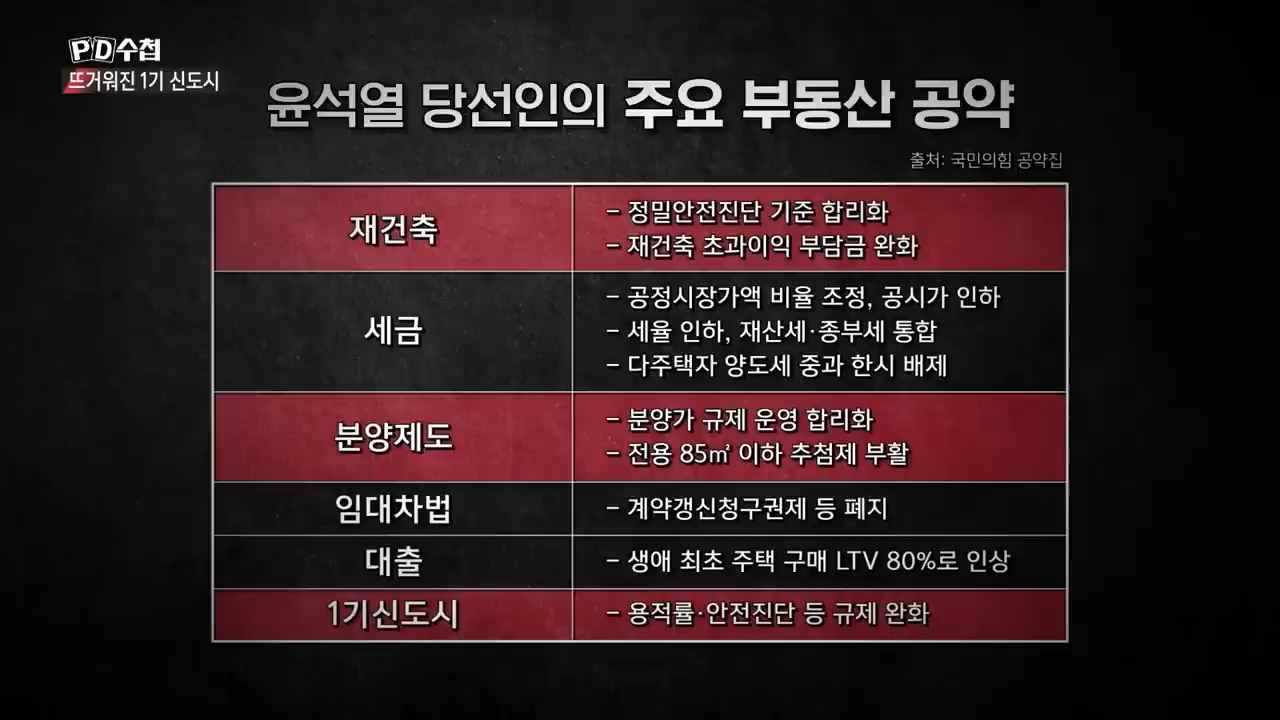 PD수첩
뜨거워진 1기 신도시
윤석열 당선인의 주요 부동산 공약
출처: 국민의힘 공약집
재건축
- 정밀안전진단 기준 합리화
- 재건축 초과이익 부담금 완화
세금
- 공정시장가액 비율 조정, 공시가 인하
- 세율 인하, 재산세·종부세 통합
- 다주택자 양도세 중과 한시 배제
분양제도
- 분양가 규제 운영 합리화
- 전용 85㎡ 이하 추첨제 부활
임대차법
- 계약갱신청구권제 등 폐지
대출
- 생애 최초 주택 구매 LTV 80%로 인상
1기신도시
- 용적률·안전진단 등 규제 완화